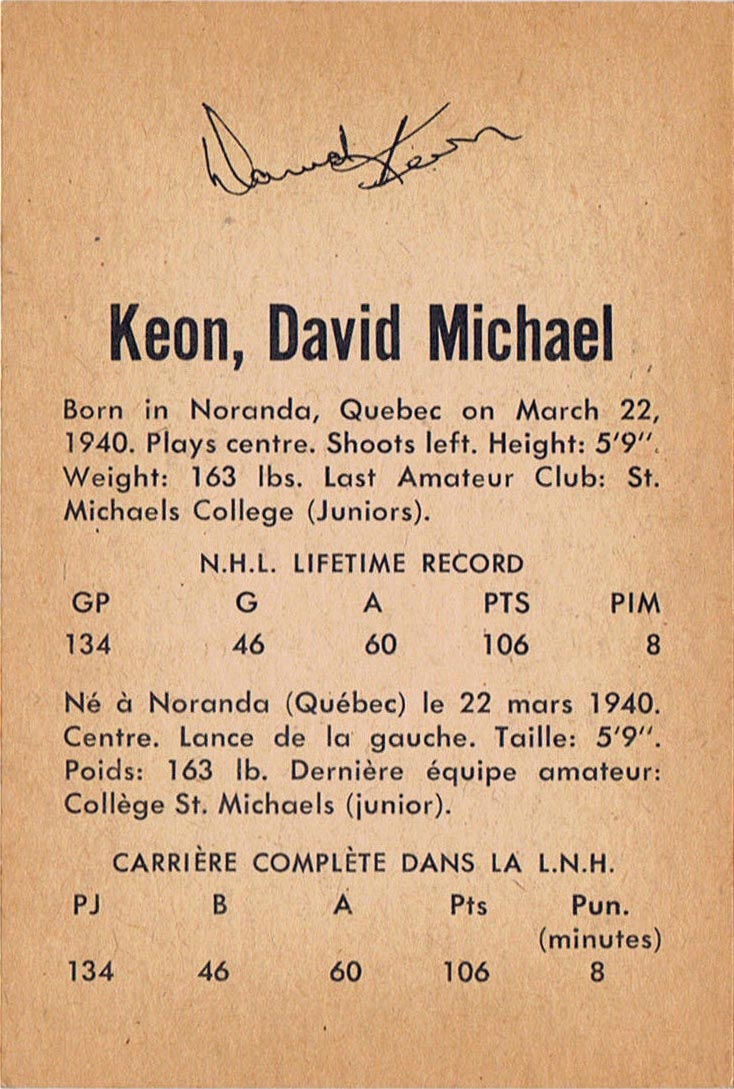 David Keon
Keon, David Michael
Born in Noranda, Quebec on March 22,
1940. Plays centre. Shoots left. Height: 5'9".
Weight: 163 lbs. Last Amateur Club: St.
Michaels College (Juniors).
N.H.L. LIFETIME RECORD
GP G A PTS PIM
134 46 60 106 8
Né à Noranda (Québec) le 22 mars 1940.
Centre. Lance de la gauche. Taille: 5'9".
Poids: 163 lb. Dernière équipe amateur:
Collège St. Michaels (junior).
CARRIÈRE COMPLÈTE DANS LA L.N.H.
PJ B A Pts Pun.
(minutes)
134 46 60 106 8